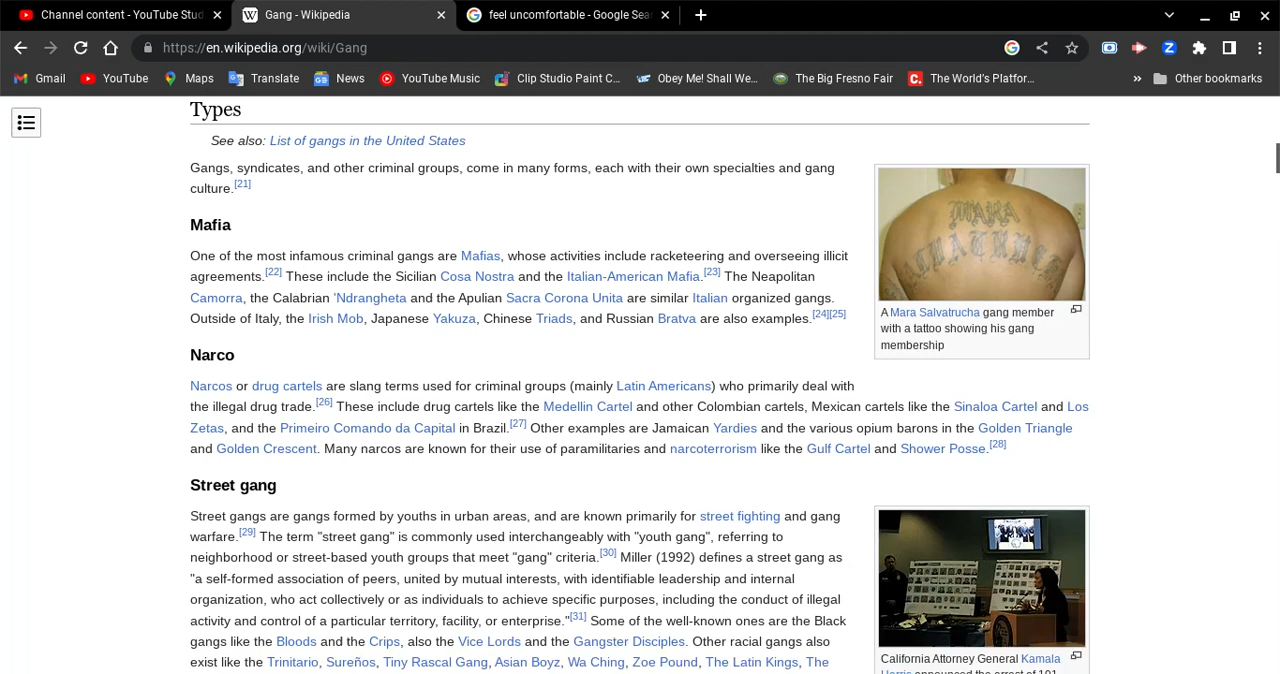 Channel content - YouTube Stud
Gang - Wikipedia
feel uncomfortable - Google Sea
https://en.wikipedia.org/wiki/Gang
Gmail YouTube Maps Translate News YouTube Music Clip Studio Paint C... Obey Me! Shall We... The Big Fresno Fair The World's Platfor... » Other bookmarks
Types
See also: List of gangs in the United States
Gangs, syndicates, and other criminal groups, come in many forms, each with their own specialties and gang
culture.[21]
Mafia
One of the most infamous criminal gangs are Mafias, whose activities include racketeering and overseeing illicit
agreements.[22] These include the Sicilian Cosa Nostra and the Italian-American Mafia.[23] The Neapolitan
Camorra, the Calabrian 'Ndrangheta and the Apulian Sacra Corona Unita are similar Italian organized gangs.
Outside of Italy, the Irish Mob, Japanese Yakuza, Chinese Triads, and Russian Bratva are also examples.[24][25]
MARA
A Mara Salvatrucha gang member
with a tattoo showing his gang
membership
Narco
Narcos or drug cartels are slang terms used for criminal groups (mainly Latin Americans) who primarily deal with
the illegal drug trade.[26] These include drug cartels like the Medellin Cartel and other Colombian cartels, Mexican cartels like the Sinaloa Cartel and Los
Zetas, and the Primeiro Comando da Capital in Brazil.[27] Other examples are Jamaican Yardies and the various opium barons in the Golden Triangle
and Golden Crescent. Many narcos are known for their use of paramilitaries and narcoterrorism like the Gulf Cartel and Shower Posse.[28]
Street gang
Street gangs are gangs formed by youths in urban areas, and are known primarily for street fighting and gang
warfare.[29] The term "street gang" is commonly used interchangeably with "youth gang", referring to
neighborhood or street-based youth groups that meet "gang" criteria.[30] Miller (1992) defines a street gang as
"a self-formed association of peers, united by mutual interests, with identifiable leadership and internal
organization, who act collectively or as individuals to achieve specific purposes, including the conduct of illegal
activity and control of a particular territory, facility, or enterprise."[31] Some of the well-known ones are the Black
gangs like the Bloods and the Crips, also the Vice Lords and the Gangster Disciples. Other racial gangs also
exist like the Trinitario, Sureños, Tiny Rascal Gang, Asian Boyz, Wa Ching, Zoe Pound, The Latin Kings, The
California Attorney General Kamala
Harris announced the arrest of 101